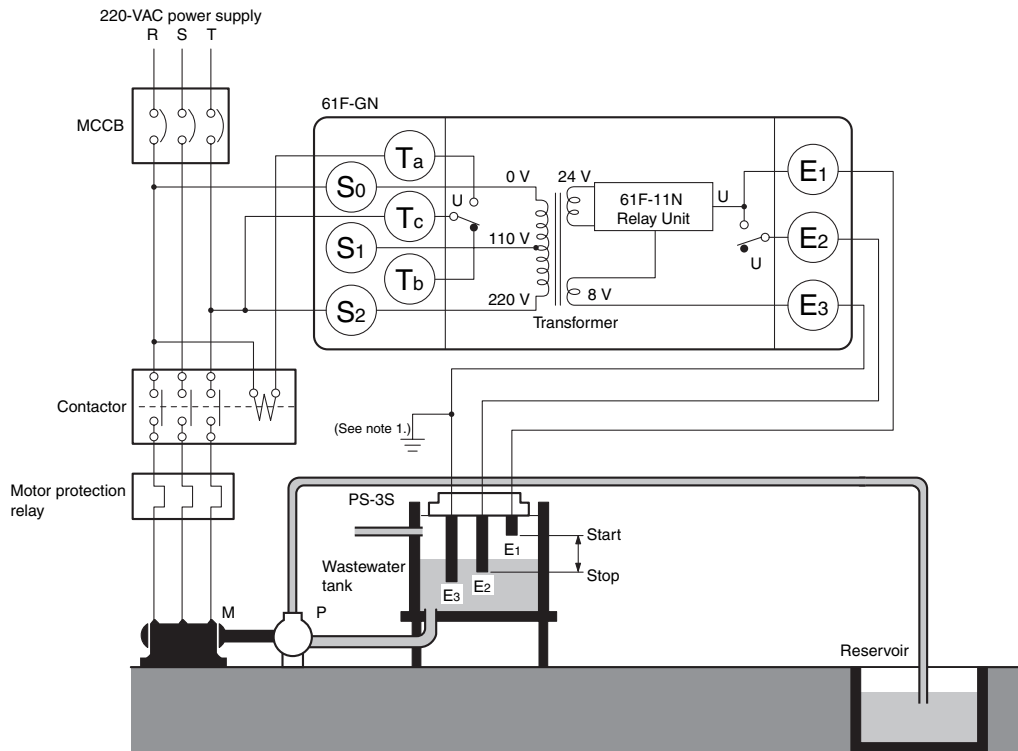 220-VAC power supply
R S T
MCCB
61F-GN
Ta
S0
Tc
S1
Tb
S2
U
0 V
110 V
220 V
24 V
8 V
Transformer
61F-11N
Relay Unit
U
U
E1
E2
E3
Contactor
(See note 1.)
Motor protection
relay
PS-3S
Wastewater
tank
E1
E2
E3
Start
Stop
M
P
Reservoir